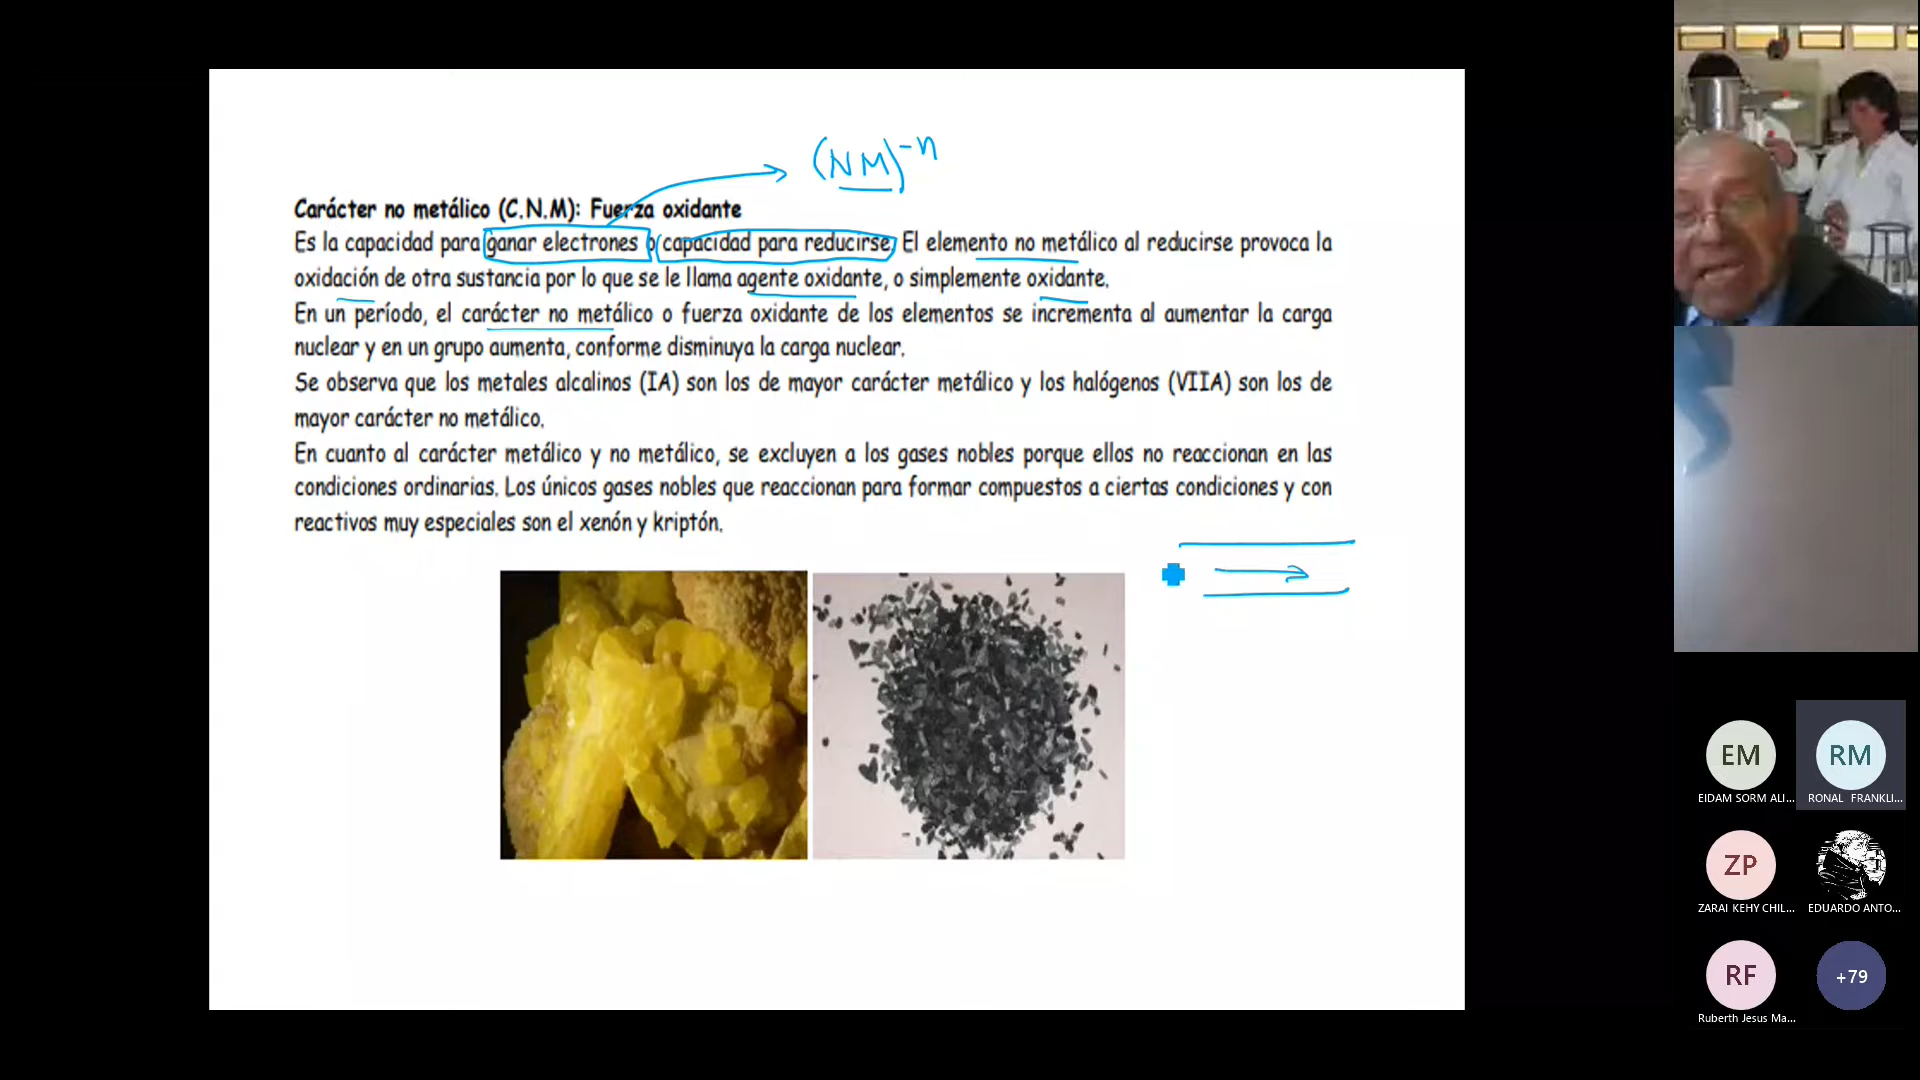 (NM)⁻ⁿ
Carácter no metálico (C.N.M): Fuerza oxidante
Es la capacidad para ganar electrones o capacidad para reducirse. El elemento no metálico al reducirse provoca la
oxidación de otra sustancia por lo que se le llama agente oxidante, o simplemente oxidante.
En un período, el carácter no metálico o fuerza oxidante de los elementos se incrementa al aumentar la carga
nuclear y en un grupo aumenta, conforme disminuya la carga nuclear.
Se observa que los metales alcalinos (IA) son los de mayor carácter metálico y los halógenos (VIIA) son los de
mayor carácter no metálico.
En cuanto al carácter metálico y no metálico, se excluyen a los gases nobles porque ellos no reaccionan en las
condiciones ordinarias. Los únicos gases nobles que reaccionan para formar compuestos a ciertas condiciones y con
reactivos muy especiales son el xenón y kriptón.
EM
EIDAM SORM ALI...
RM
RONAL FRANKLI...
ZP
ZARAI KEHY CHIL...
EDUARDO ANTO...
RF
Ruberth Jesus Ma...
+79